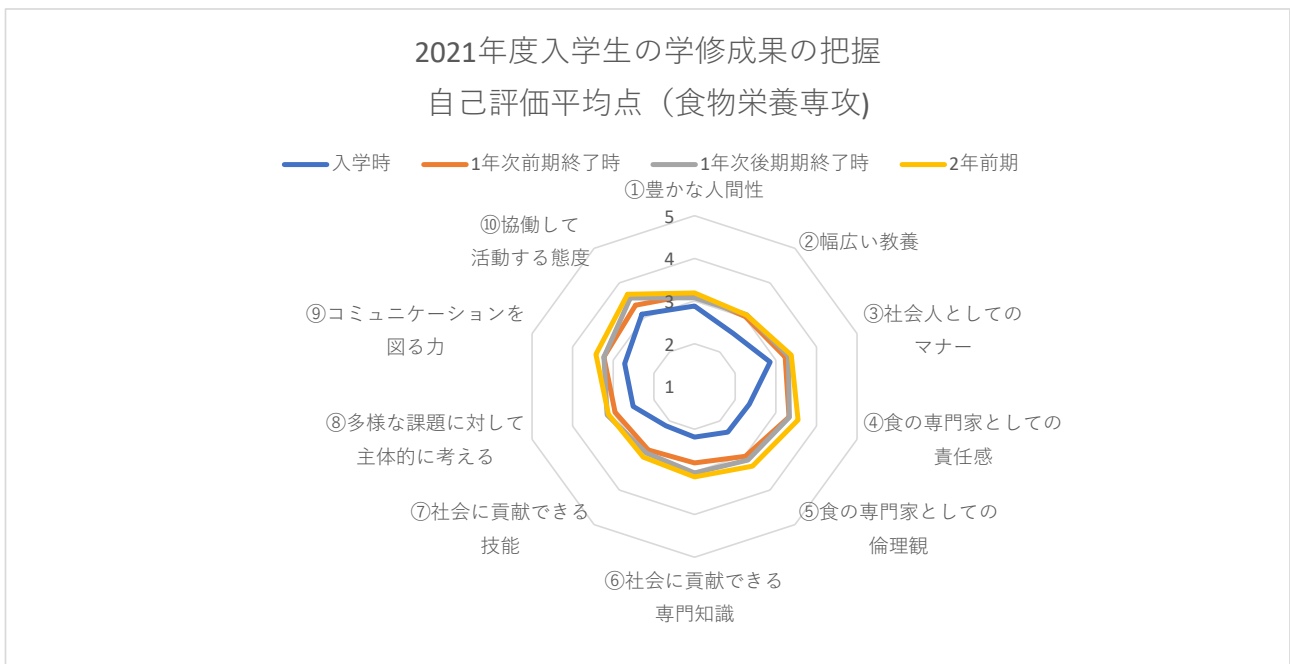 2021年度入学生の学修成果の把握
自己評価平均点（食物栄養専攻)
入学時 1年次前期終了時 1年次後期期終了時 2年前期
①豊かな人間性
②幅広い教養
③社会人としての
マナー
④食の専門家としての
責任感
⑤食の専門家としての
倫理観
⑥社会に貢献できる
専門知識
⑦社会に貢献できる
技能
⑧多様な課題に対して
主体的に考える
⑨コミュニケーションを
図る力
⑩協働して
活動する態度
5
4
3
2
1